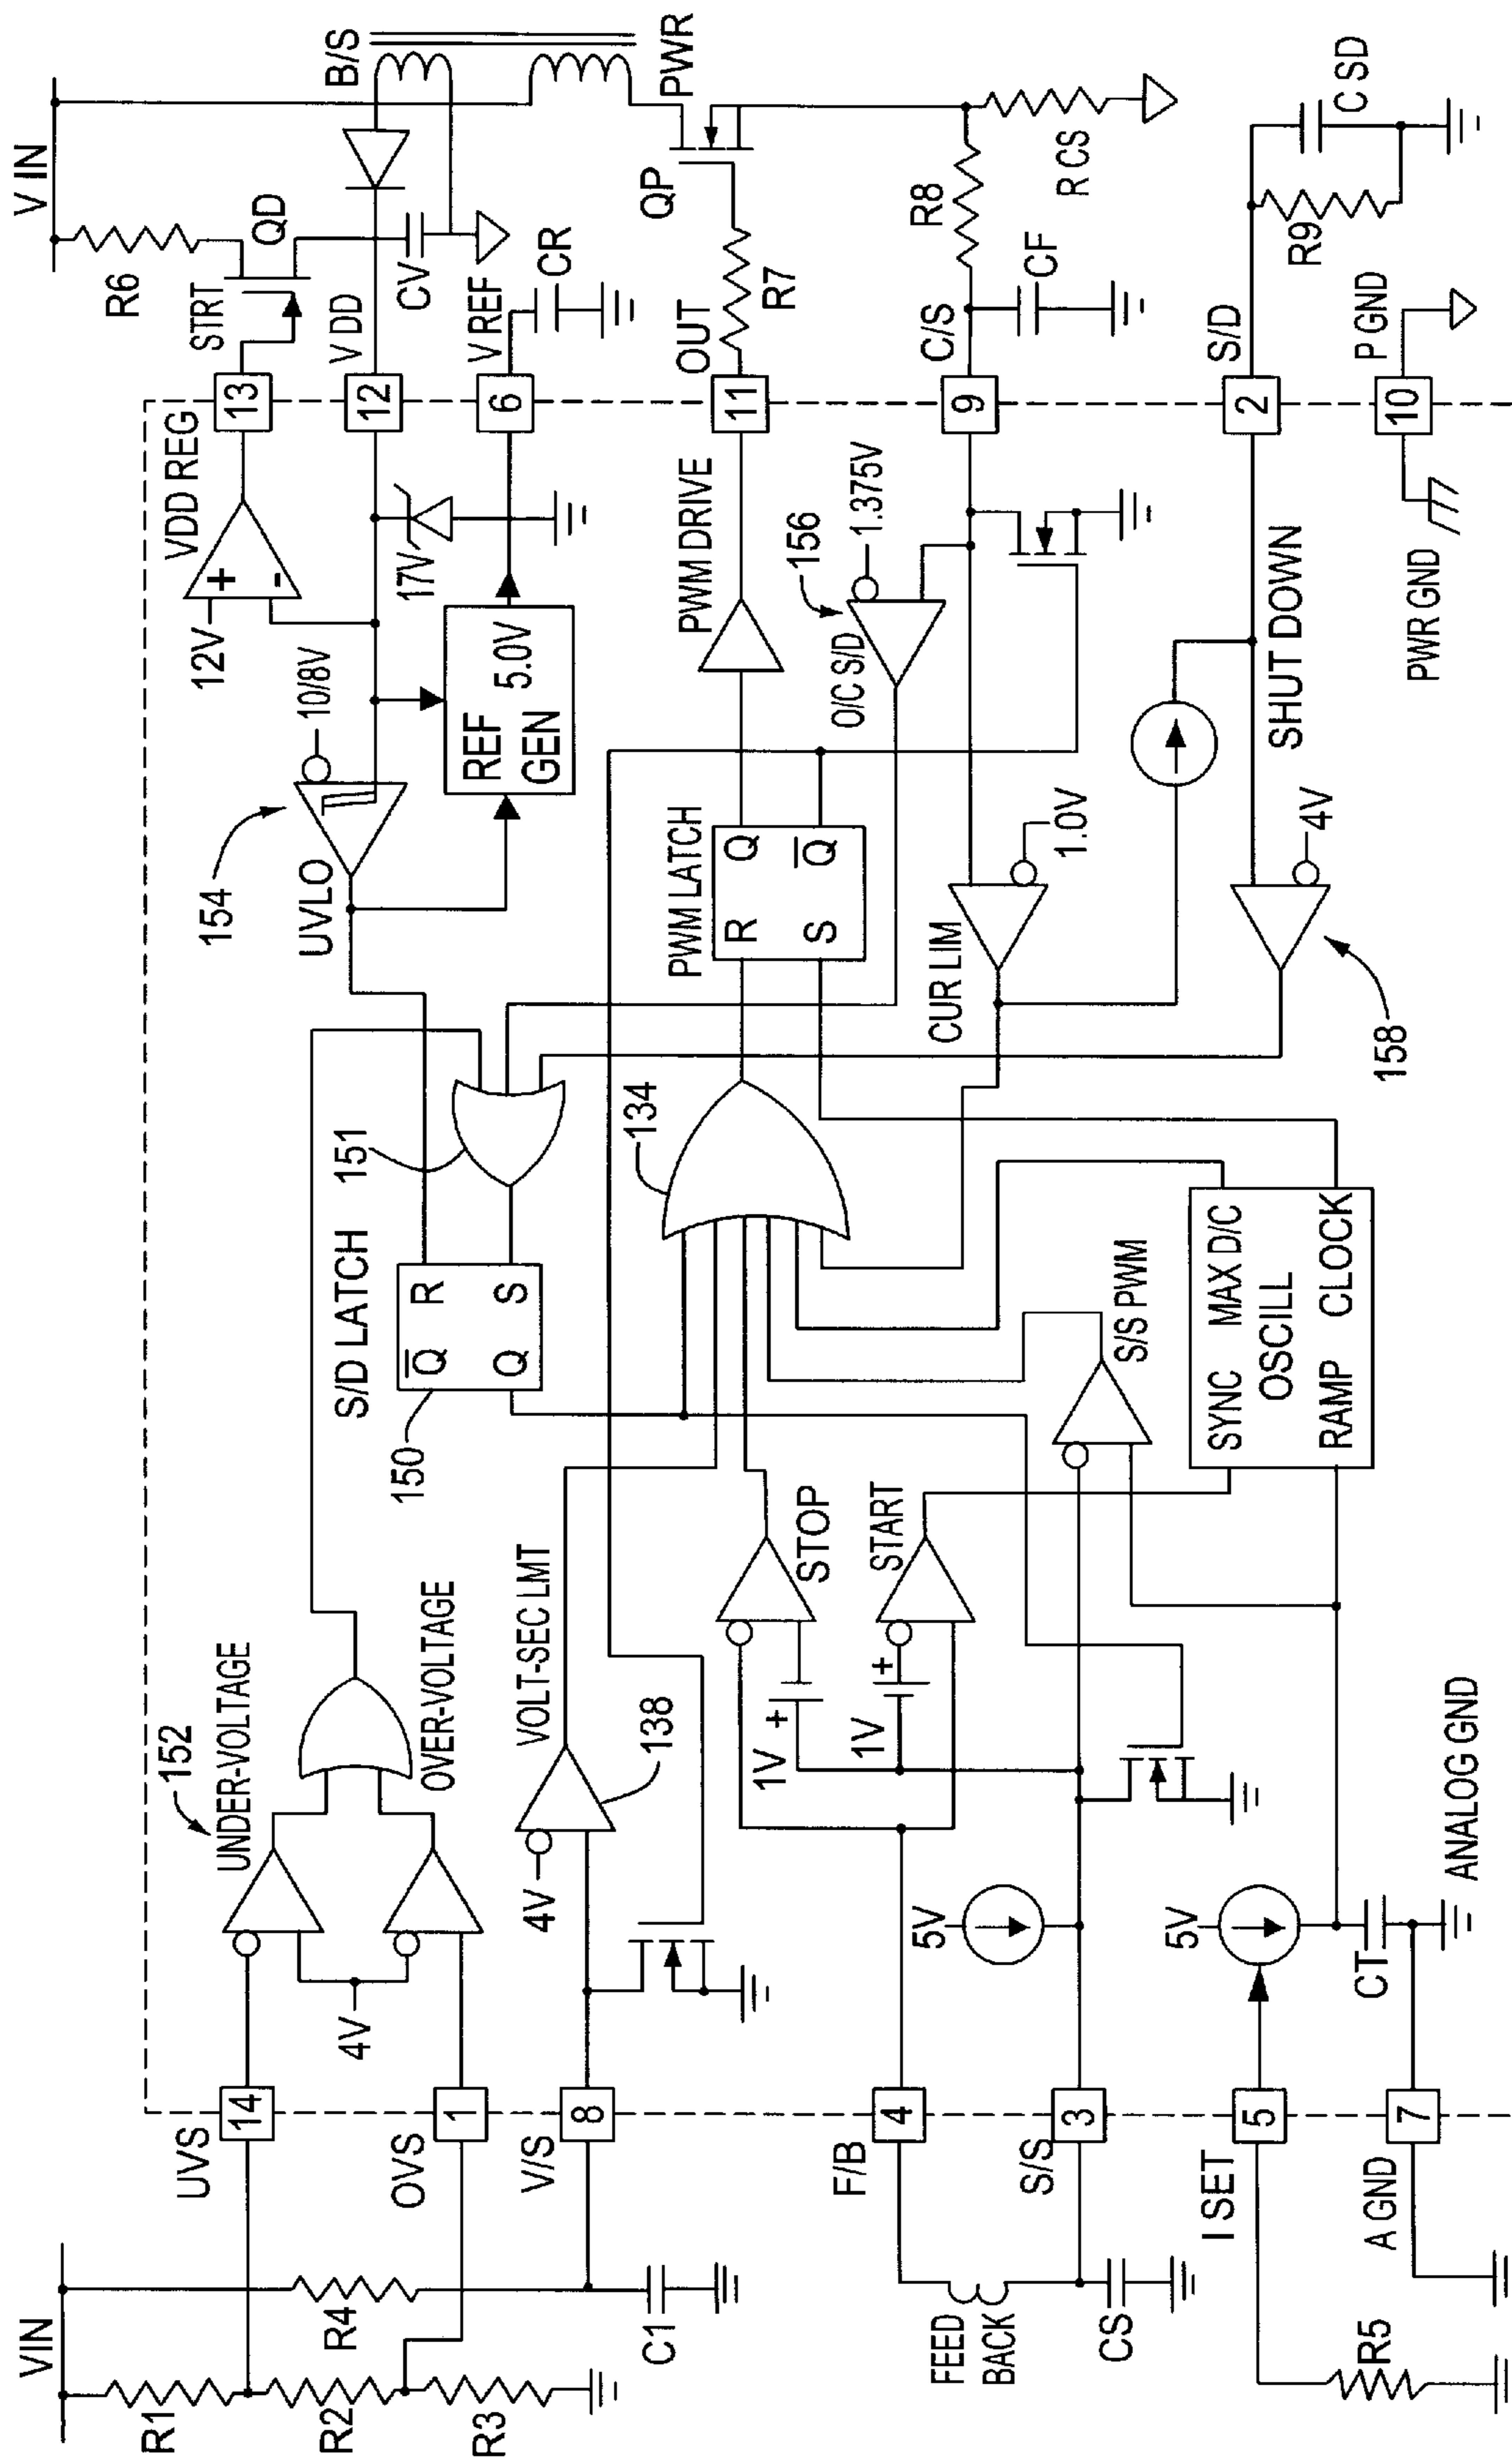 VIN
R1
R2
R3
R4
C1
UVS
14
OVS
1
V/S
8
F/B
4
FEED
BACK
S/S
3
CS
I SET
5
R5
A GND
7
152
UNDER-VOLTAGE
4V
OVER-VOLTAGE
VOLT-SEC LMT
4V
138
1V
+
STOP
1V
+
START
5V
5V
CT
ANALOG GND
S/D LATCH
150
Q
R
Q
S
151
134
S/S PWM
SYNC MAX D/C
OSCILL
RAMP CLOCK
154
UVLO
10/8V
REF
GEN
5.0V
12V
+
-
VDD REG
17V
PWM LATCH
R
Q
S
Q
PWM DRIVE
156
O/C S/D
1.375V
CUR LIM
1.0V
158
4V
SHUT DOWN
PWR GND
13
STRT
12
V DD
6
V REF
11
OUT
9
C/S
2
S/D
10
P GND
V IN
R6
QD
CV
CR
B/S
PWR
QP
R7
R8
CF
R CS
R9
C SD